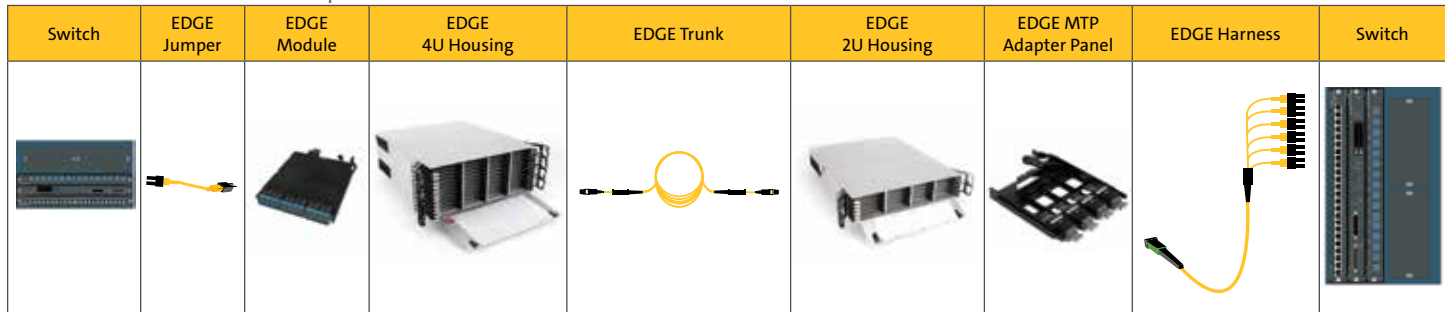 Switch
EDGE
Jumper
EDGE
Module
EDGE
4U Housing
EDGE Trunk
EDGE
2U Housing
EDGE MTP
Adapter Panel
EDGE Harness
Switch